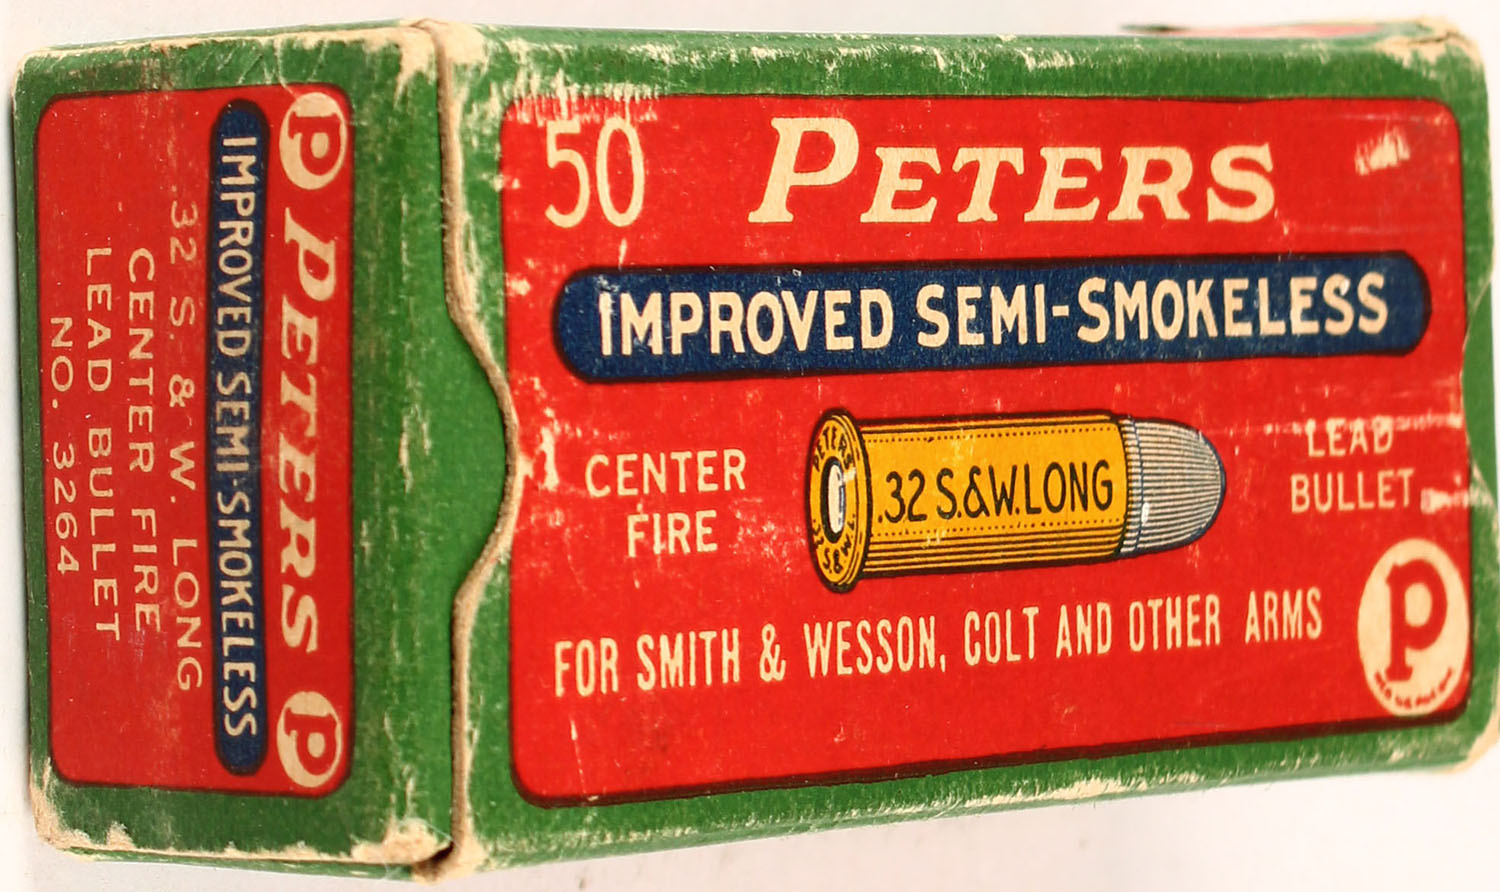 P PETERS P
IMPROVED SEMI-SMOKELESS
32 S. & W. LONG
CENTER FIRE
LEAD BULLET
NO. 3264
50 PETERS
IMPROVED SEMI-SMOKELESS
CENTER
FIRE
PETERS
S.&W.L.
.32 S.&W. LONG
LEAD
BULLET
FOR SMITH & WESSON, COLT AND OTHER ARMS
P